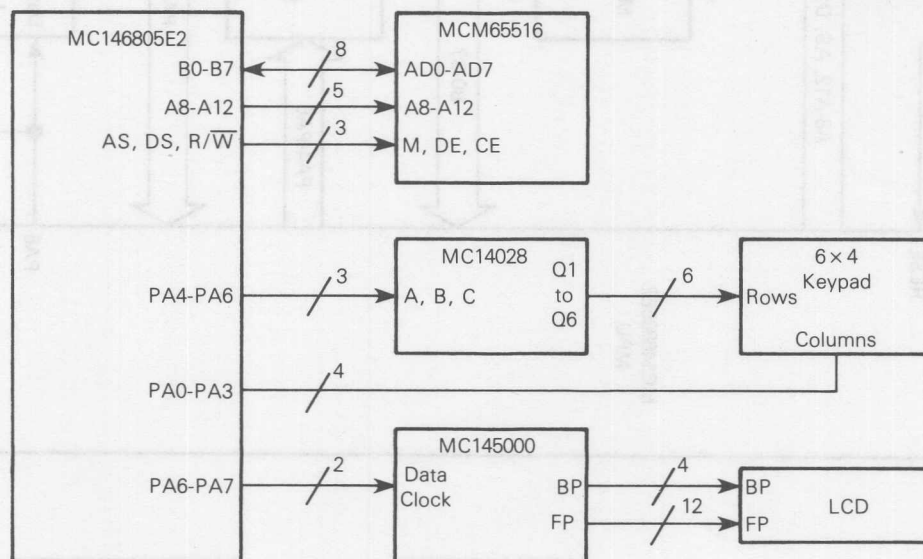 MC146805E2
B0-B7
A8-A12
AS, DS, R/W̅
PA4-PA6
PA0-PA3
PA6-PA7
8
5
3
3
4
2
MCM65516
AD0-AD7
A8-A12
M, DE, CE
MC14028
A, B, C
Q1
to
Q6
6
6×4
Keypad
Rows
Columns
MC145000
Data
Clock
BP
FP
4
12
BP
FP
LCD